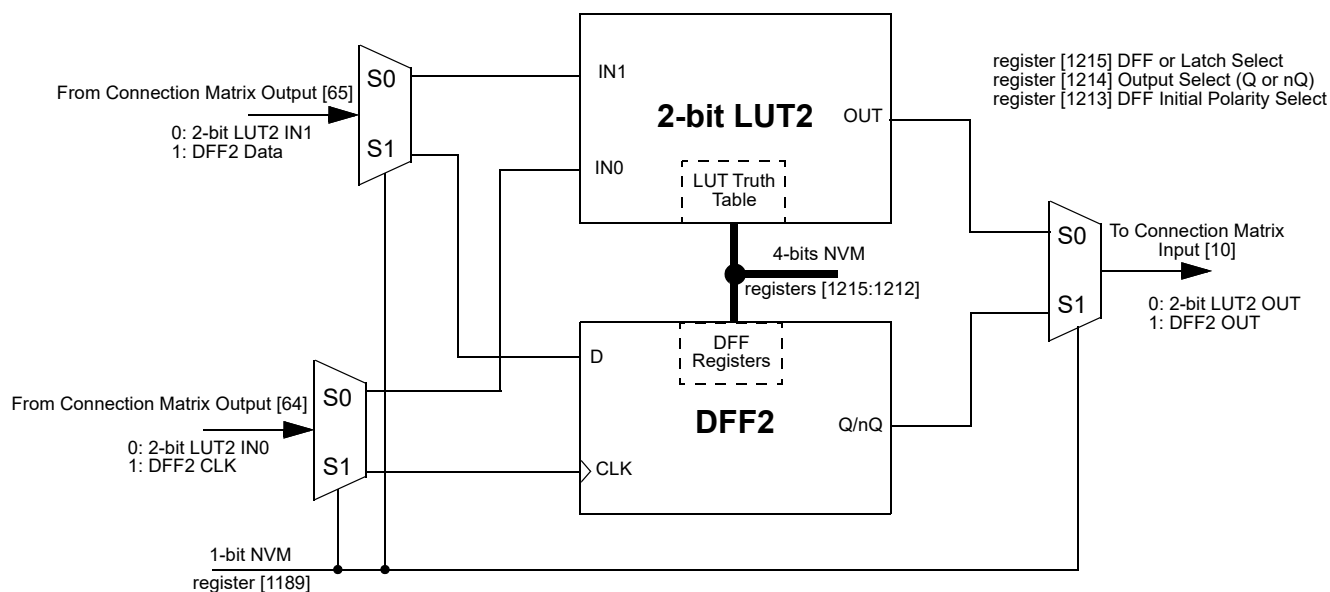 From Connection Matrix Output [65]
0: 2-bit LUT2 IN1
1: DFF2 Data
S0
S1
IN1
IN0
2-bit LUT2
OUT
LUT Truth
Table
register [1215] DFF or Latch Select
register [1214] Output Select (Q or nQ)
register [1213] DFF Initial Polarity Select
4-bits NVM
registers [1215:1212]
S0
S1
To Connection Matrix
Input [10]
0: 2-bit LUT2 OUT
1: DFF2 OUT
DFF
Registers
D
DFF2
Q/nQ
CLK
From Connection Matrix Output [64]
0: 2-bit LUT2 IN0
1: DFF2 CLK
S0
S1
1-bit NVM
register [1189]